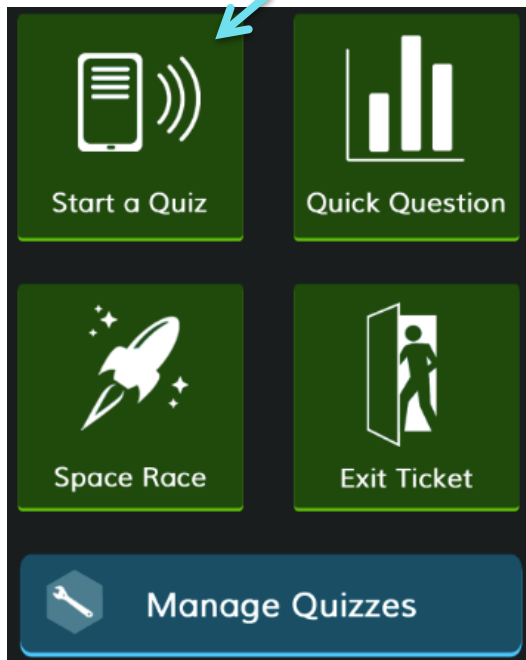 Start a Quiz
Quick Question
Space Race
Exit Ticket
Manage Quizzes